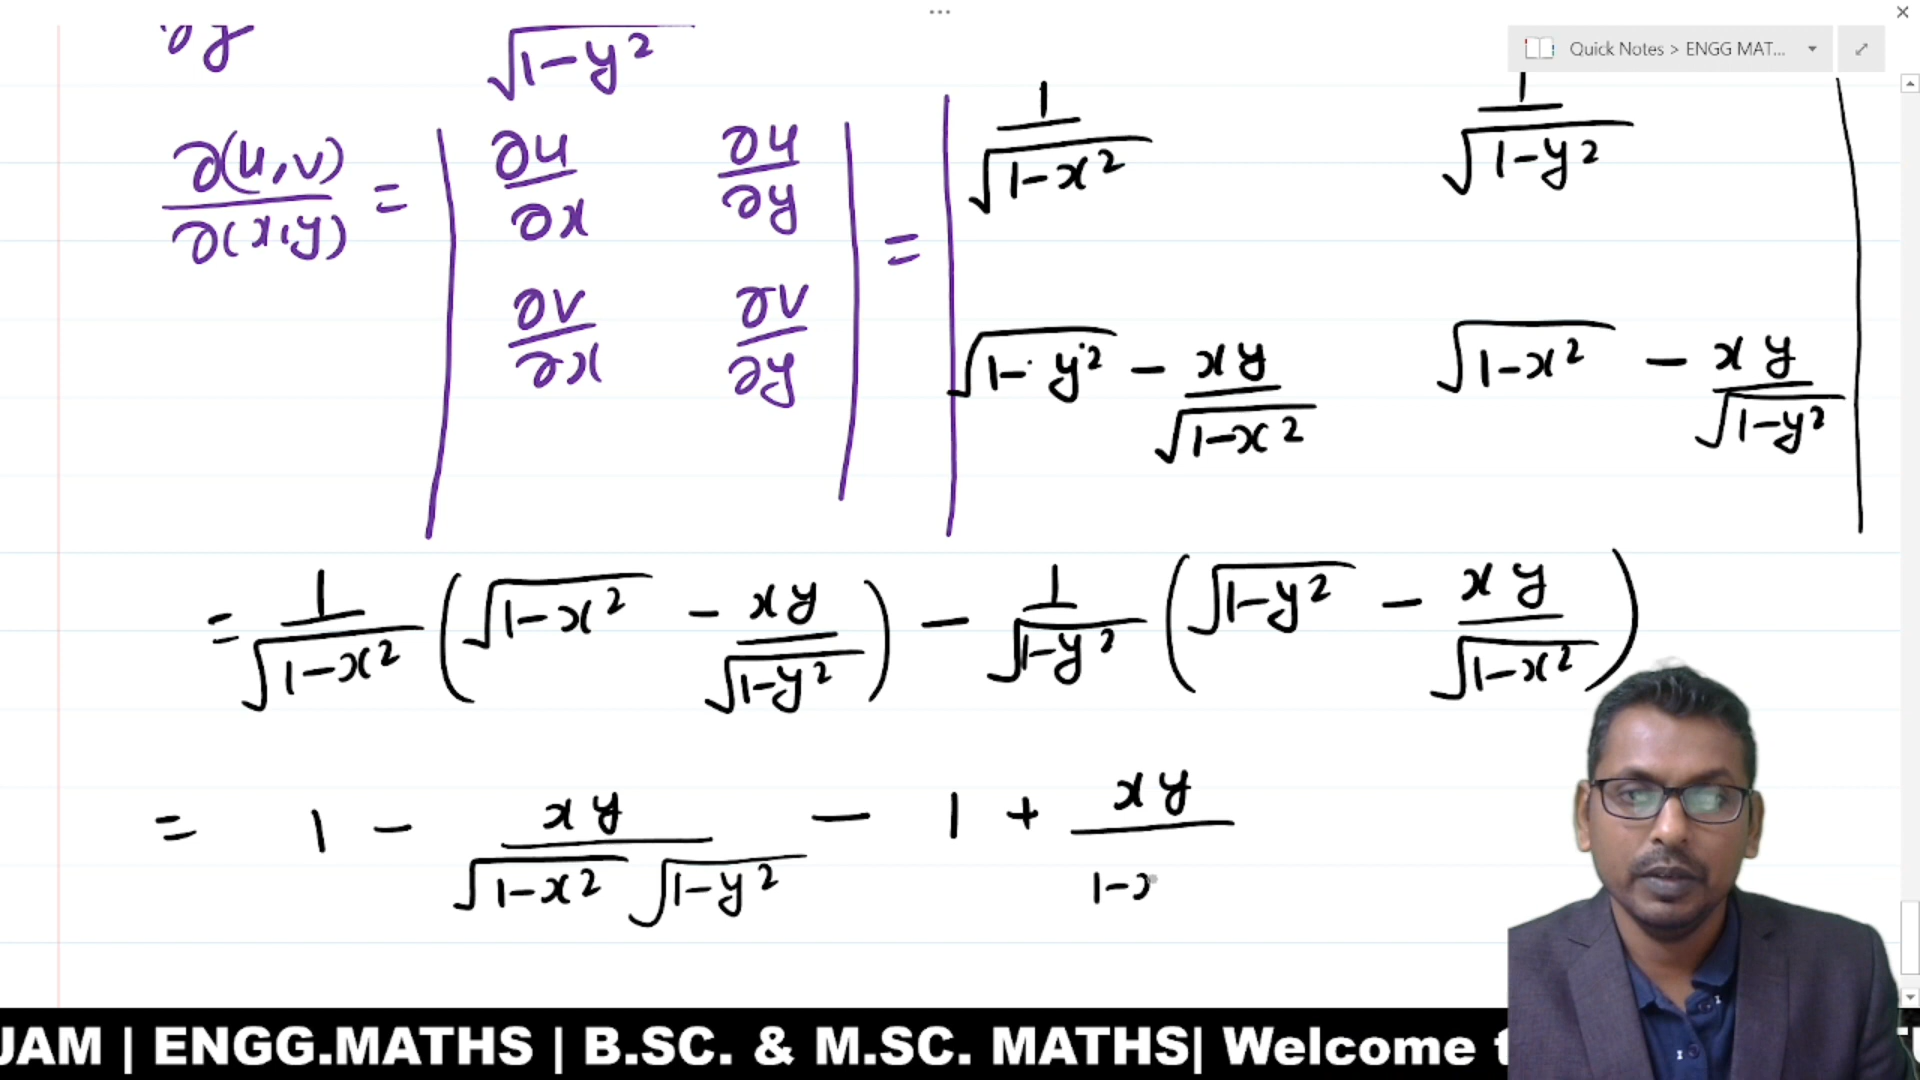 Quick Notes > ENGG MAT...
√(1-y²)
∂(u,v)/∂(x,y) = | ∂u/∂x ∂u/∂y | = | 1/√(1-x²) 1/√(1-y²) |
| ∂v/∂x ∂v/∂y | | √(1-y²) - xy/√(1-x²) √(1-x²) - xy/√(1-y²) |
= 1/√(1-x²) (√(1-x²) - xy/√(1-y²)) - 1/√(1-y²) (√(1-y²) - xy/√(1-x²))
= 1 - xy/(√(1-x²) √(1-y²)) - 1 + xy/(1-x
JAM | ENGG.MATHS | B.SC. & M.SC. MATHS| Welcome t